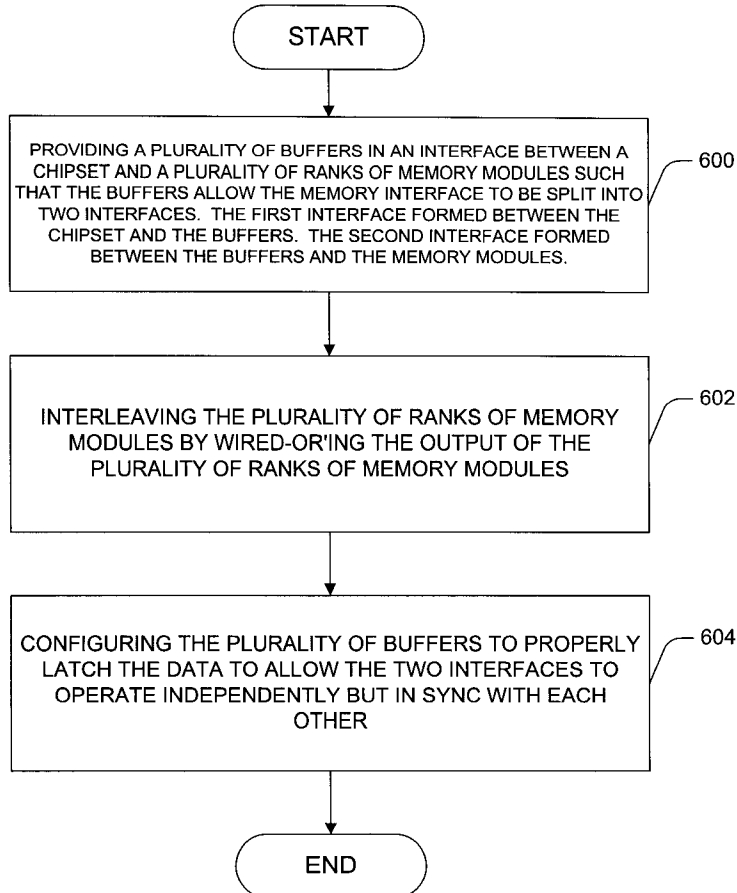 START
PROVIDING A PLURALITY OF BUFFERS IN AN INTERFACE BETWEEN A
CHIPSET AND A PLURALITY OF RANKS OF MEMORY MODULES SUCH
THAT THE BUFFERS ALLOW THE MEMORY INTERFACE TO BE SPLIT INTO
TWO INTERFACES. THE FIRST INTERFACE FORMED BETWEEN THE
CHIPSET AND THE BUFFERS. THE SECOND INTERFACE FORMED
BETWEEN THE BUFFERS AND THE MEMORY MODULES.
600
INTERLEAVING THE PLURALITY OF RANKS OF MEMORY
MODULES BY WIRED-OR'ING THE OUTPUT OF THE
PLURALITY OF RANKS OF MEMORY MODULES
602
CONFIGURING THE PLURALITY OF BUFFERS TO PROPERLY
LATCH THE DATA TO ALLOW THE TWO INTERFACES TO
OPERATE INDEPENDENTLY BUT IN SYNC WITH EACH
OTHER
604
END